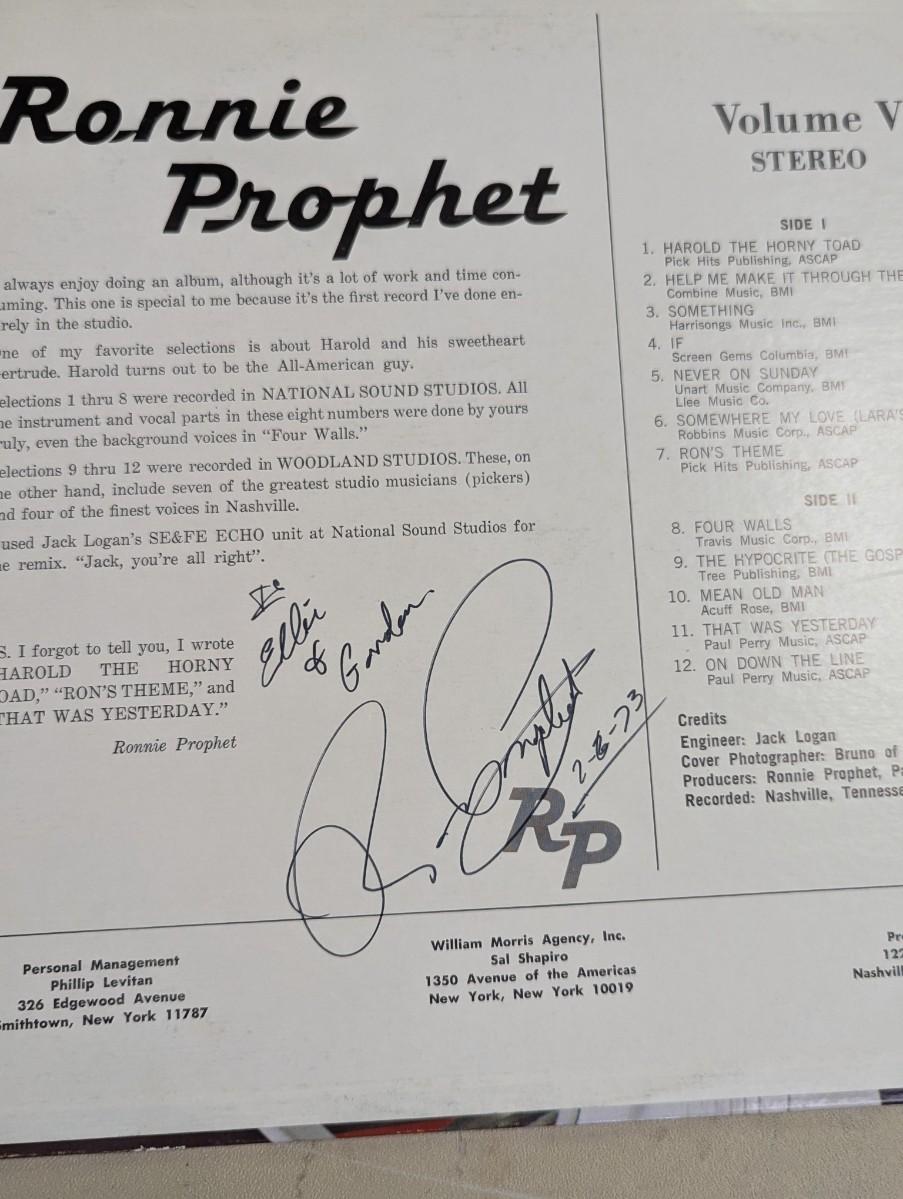 Ronnie
Prophet
always enjoy doing an album, although it's a lot of work and time con-
uming. This one is special to me because it's the first record I've done en-
rely in the studio.
ne of my favorite selections is about Harold and his sweetheart
ertrude. Harold turns out to be the All-American guy.
elections 1 thru 8 were recorded in NATIONAL SOUND STUDIOS. All
he instrument and vocal parts in these eight numbers were done by yours
ruly, even the background voices in "Four Walls."
elections 9 thru 12 were recorded in WOODLAND STUDIOS. These, on
he other hand, include seven of the greatest studio musicians (pickers)
nd four of the finest voices in Nashville.
used Jack Logan's SE&FE ECHO unit at National Sound Studios for
e remix. "Jack, you're all right".
S. I forgot to tell you, I wrote
HAROLD THE HORNY
OAD," "RON'S THEME," and
THAT WAS YESTERDAY."
Ronnie Prophet
To
Ellie
&
Gordon
R. Prophet
2-8-73
RP
Volume V
STEREO
SIDE I
1. HAROLD THE HORNY TOAD
Pick Hits Publishing, ASCAP
2. HELP ME MAKE IT THROUGH THE
Combine Music, BMI
3. SOMETHING
Harrisongs Music Inc., BMI
4. IF
Screen Gems Columbia, BMI
5. NEVER ON SUNDAY
Unart Music Company, BMI
Llee Music Co.
6. SOMEWHERE MY LOVE (LARA'S
Robbins Music Corp., ASCAP
7. RON'S THEME
Pick Hits Publishing, ASCAP
SIDE II
8. FOUR WALLS
Travis Music Corp., BMI
9. THE HYPOCRITE (THE GOSP
Tree Publishing, BMI
10. MEAN OLD MAN
Acuff Rose, BMI
11. THAT WAS YESTERDAY
Paul Perry Music, ASCAP
12. ON DOWN THE LINE
Paul Perry Music, ASCAP
Credits
Engineer: Jack Logan
Cover Photographer: Bruno of
Producers: Ronnie Prophet, Pa
Recorded: Nashville, Tennesse
Personal Management
Phillip Levitan
326 Edgewood Avenue
Smithtown, New York 11787
William Morris Agency, Inc.
Sal Shapiro
1350 Avenue of the Americas
New York, New York 10019
Pr
122
Nashvill